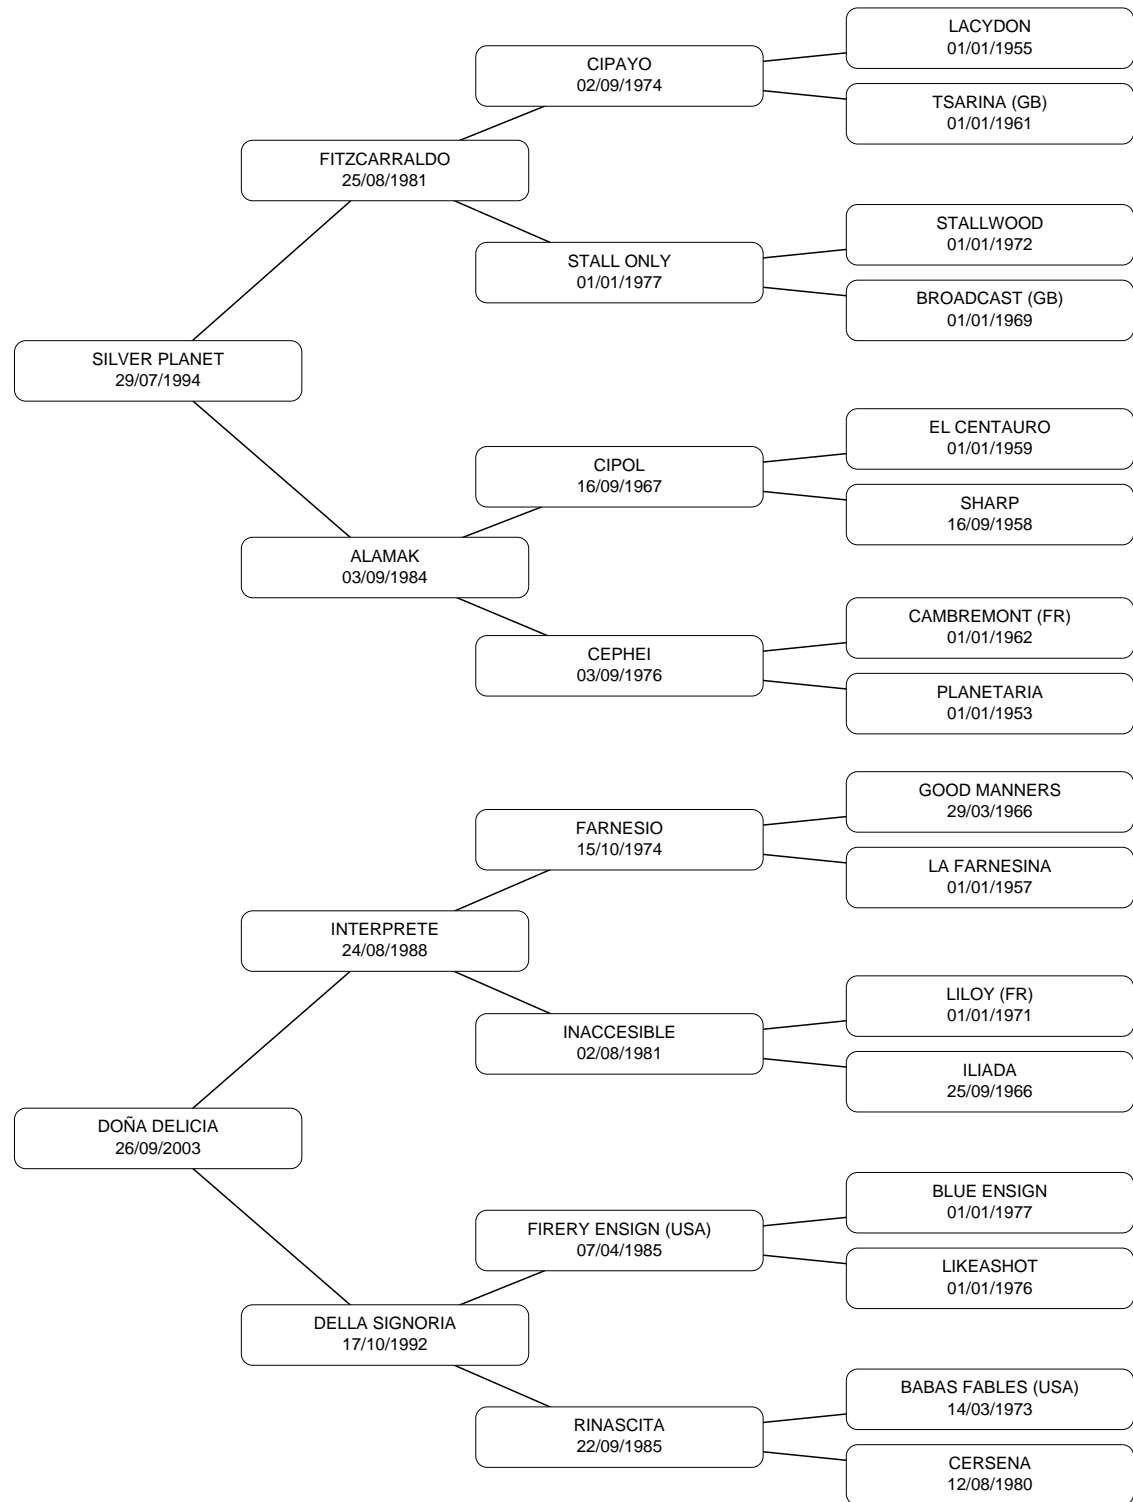 LACYDON
01/01/1955
CIPAYO
02/09/1974
TSARINA (GB)
01/01/1961
FITZCARRALDO
25/08/1981
STALLWOOD
01/01/1972
STALL ONLY
01/01/1977
BROADCAST (GB)
01/01/1969
SILVER PLANET
29/07/1994
EL CENTAURO
01/01/1959
CIPOL
16/09/1967
SHARP
16/09/1958
ALAMAK
03/09/1984
CAMBREMONT (FR)
01/01/1962
CEPHEI
03/09/1976
PLANETARIA
01/01/1953
GOOD MANNERS
29/03/1966
FARNESIO
15/10/1974
LA FARNESINA
01/01/1957
INTERPRETE
24/08/1988
LILOY (FR)
01/01/1971
INACCESIBLE
02/08/1981
ILIADA
25/09/1966
DOÑA DELICIA
26/09/2003
BLUE ENSIGN
01/01/1977
FIRERY ENSIGN (USA)
07/04/1985
LIKEASHOT
01/01/1976
DELLA SIGNORIA
17/10/1992
BABAS FABLES (USA)
14/03/1973
RINASCITA
22/09/1985
CERSENA
12/08/1980